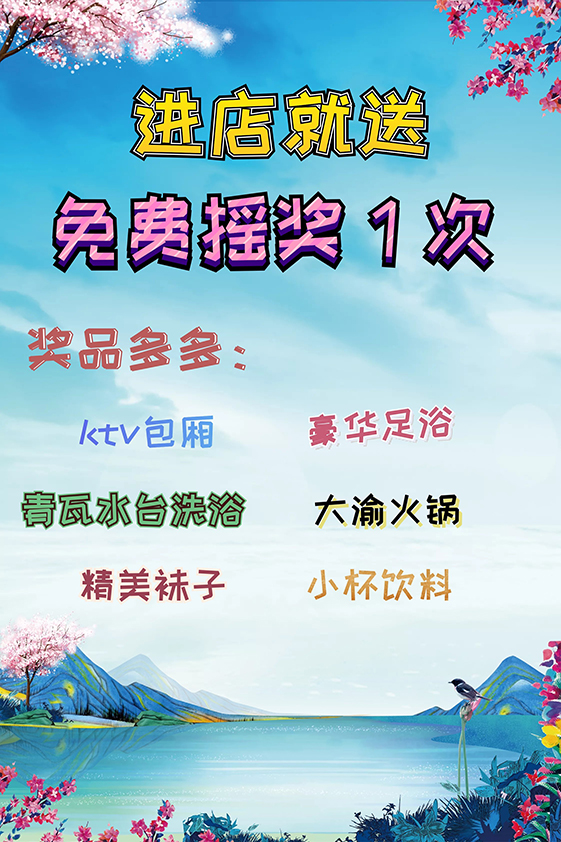 进店就送
免费摇奖1次
奖品多多：
ktv包厢 豪华足浴
青瓦水台洗浴 大渝火锅
精美袜子 小杯饮料